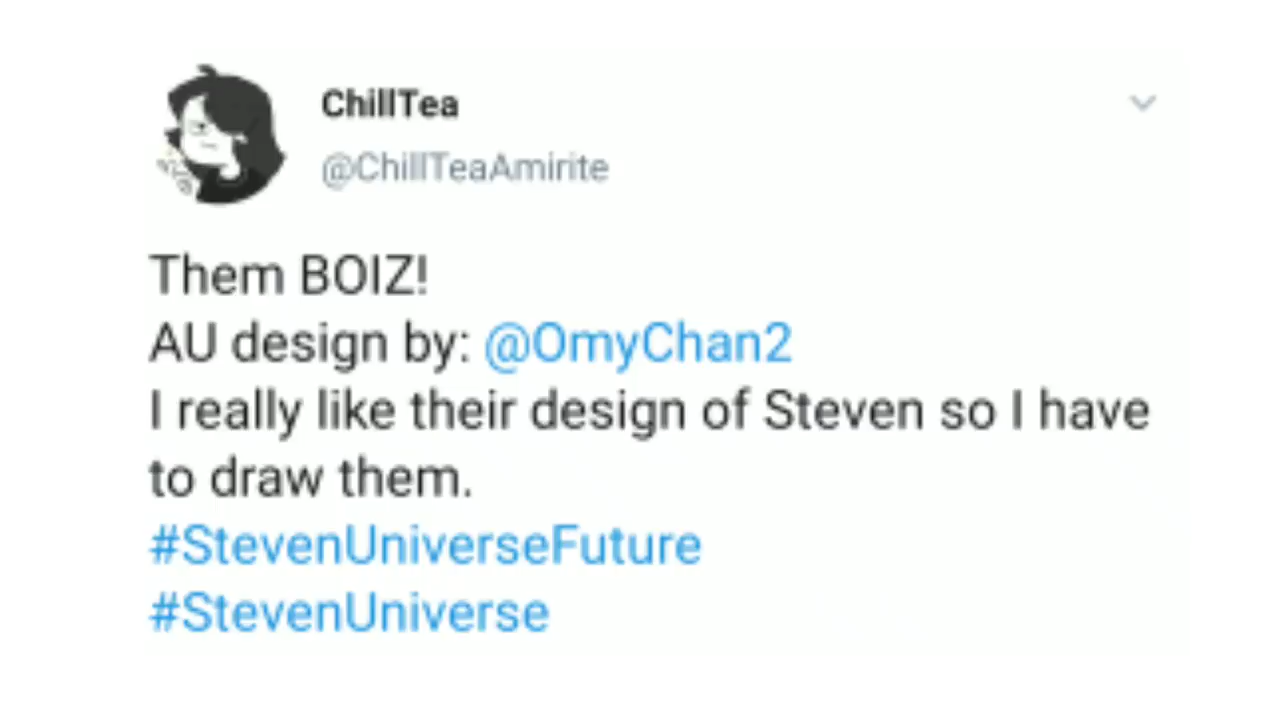 ChillTea
@ChillTeaAmirite
Them BOIZ!
AU design by: @OmyChan2
I really like their design of Steven so I have
to draw them.
#StevenUniverseFuture
#StevenUniverse